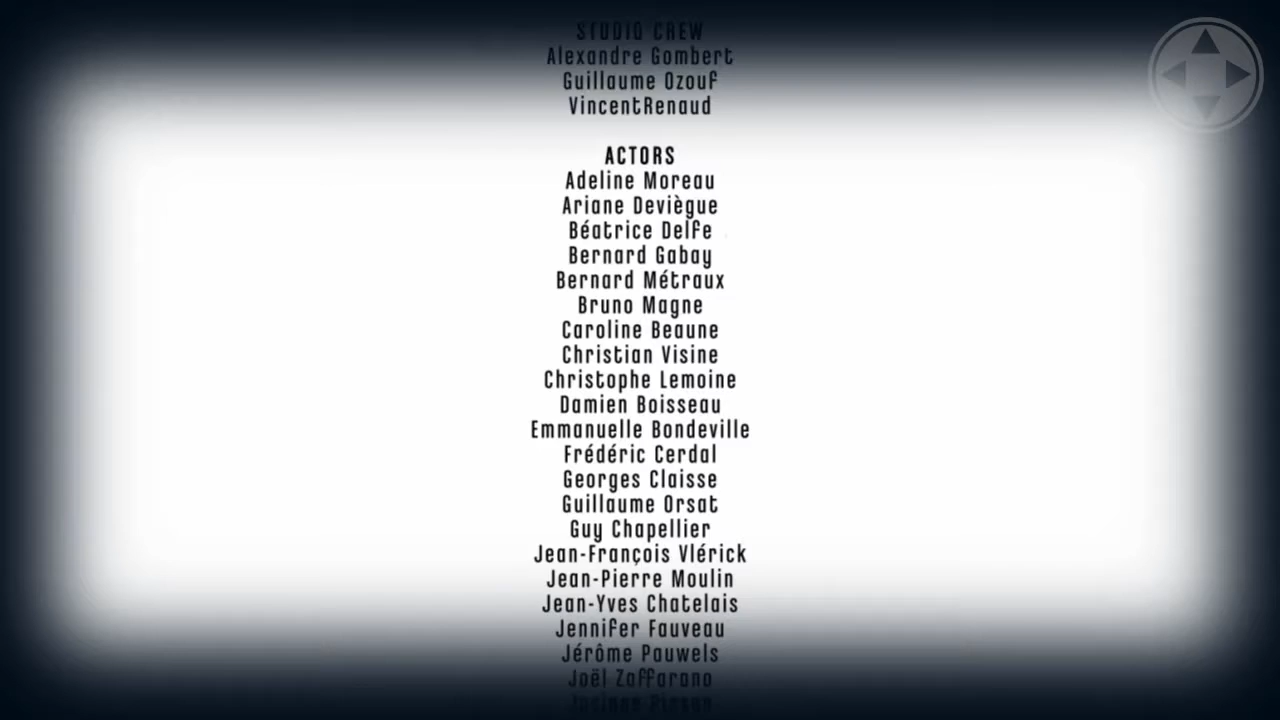 STUDIO CREW
Alexandre Gombert
Guillaume Ozouf
VincentRenaud
ACTORS
Adeline Moreau
Ariane Deviègue
Béatrice Delfe
Bernard Gabay
Bernard Métraux
Bruno Magne
Caroline Beaune
Christian Visine
Christophe Lemoine
Damien Boisseau
Emmanuelle Bondeville
Frédéric Cerdal
Georges Claisse
Guillaume Orsat
Guy Chapellier
Jean-François Vlérick
Jean-Pierre Moulin
Jean-Yves Chatelais
Jennifer Fauveau
Jérôme Pauwels
Joël Zaffarano